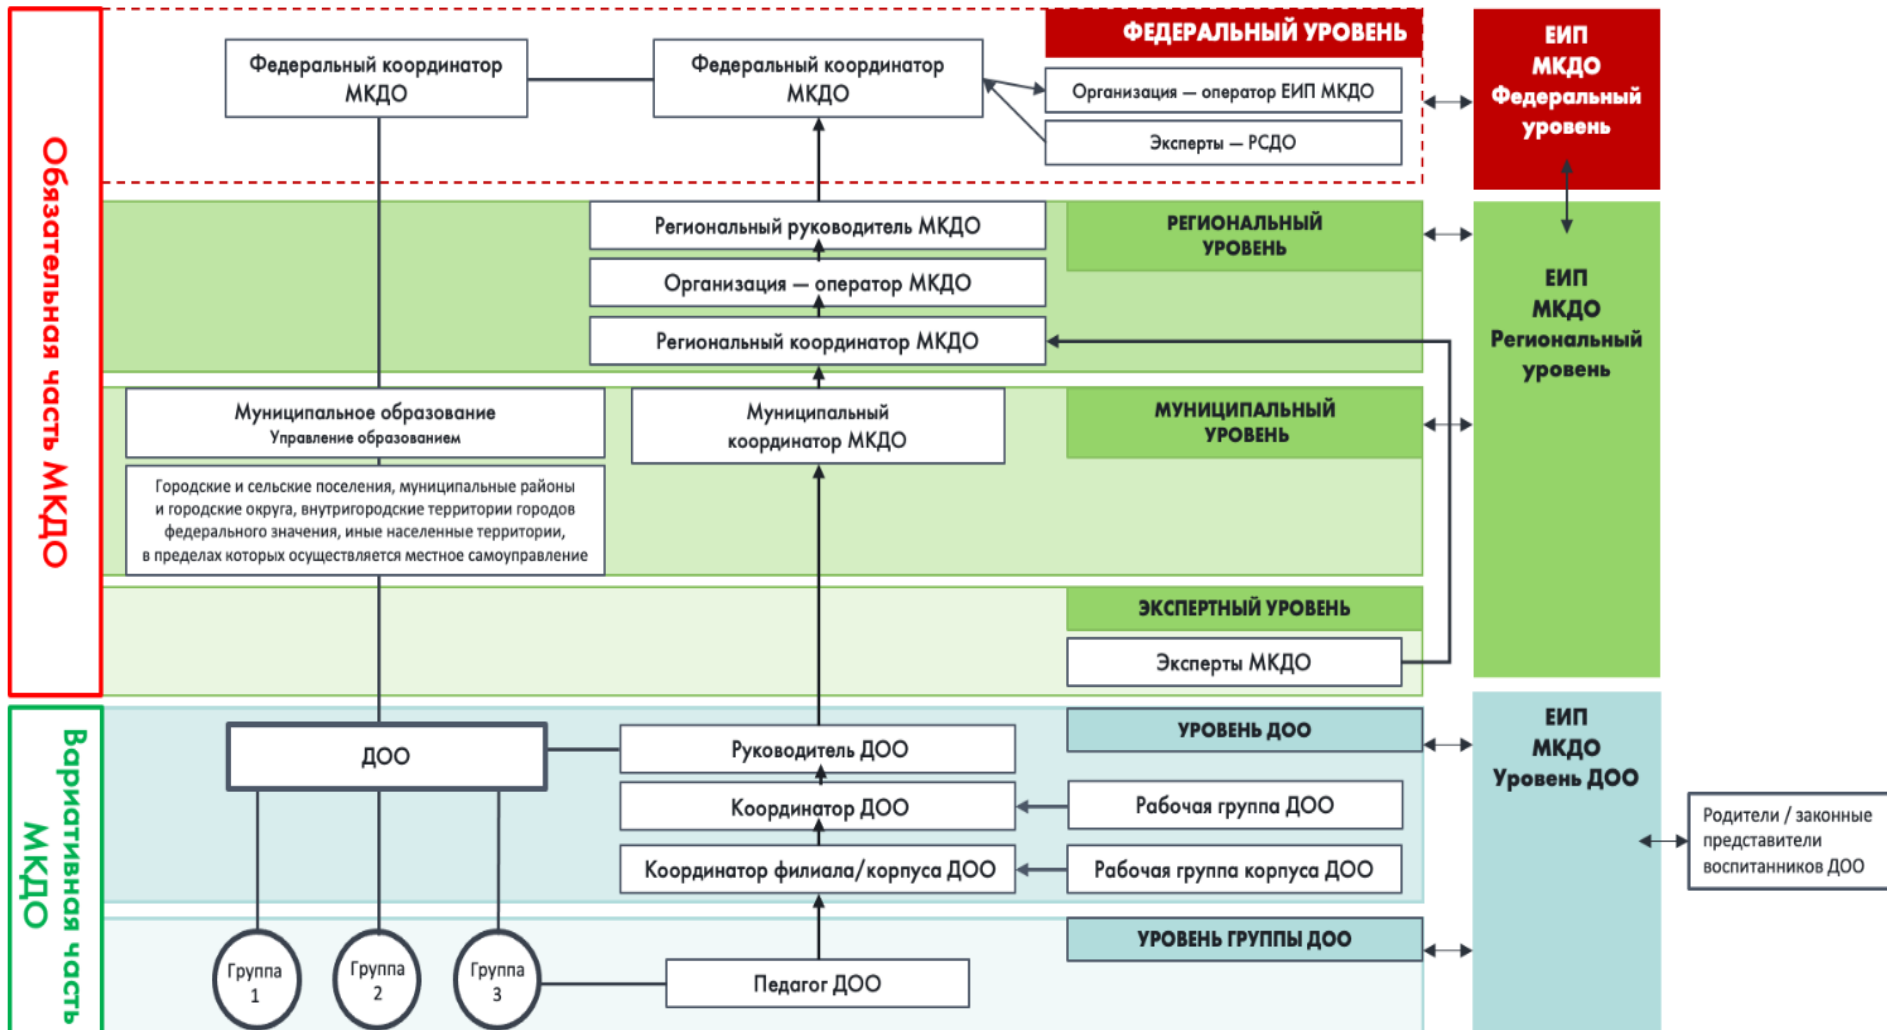 Обязательная часть МКДО
Вариативная часть
МКДО
ФЕДЕРАЛЬНЫЙ УРОВЕНЬ
Федеральный координатор
МКДО
Федеральный координатор
МКДО
Организация — оператор ЕИП МКДО
Эксперты — РСДО
ЕИП
МКДО
Федеральный
уровень
Региональный руководитель МКДО
Организация — оператор МКДО
Региональный координатор МКДО
РЕГИОНАЛЬНЫЙ
УРОВЕНЬ
ЕИП
МКДО
Региональный
уровень
Муниципальное образование
Управление образованием
Городские и сельские поселения, муниципальные районы
и городские округа, внутригородские территории городов
федерального значения, иные населенные территории,
в пределах которых осуществляется местное самоуправление
Муниципальный
координатор МКДО
МУНИЦИПАЛЬНЫЙ
УРОВЕНЬ
ЭКСПЕРТНЫЙ УРОВЕНЬ
Эксперты МКДО
ДОО
Руководитель ДОО
Координатор ДОО
Координатор филиала/корпуса ДОО
УРОВЕНЬ ДОО
Рабочая группа ДОО
Рабочая группа корпуса ДОО
ЕИП
МКДО
Уровень ДОО
Родители / законные
представители
воспитанников ДОО
УРОВЕНЬ ГРУППЫ ДОО
Группа
1
Группа
2
Группа
3
Педагог ДОО